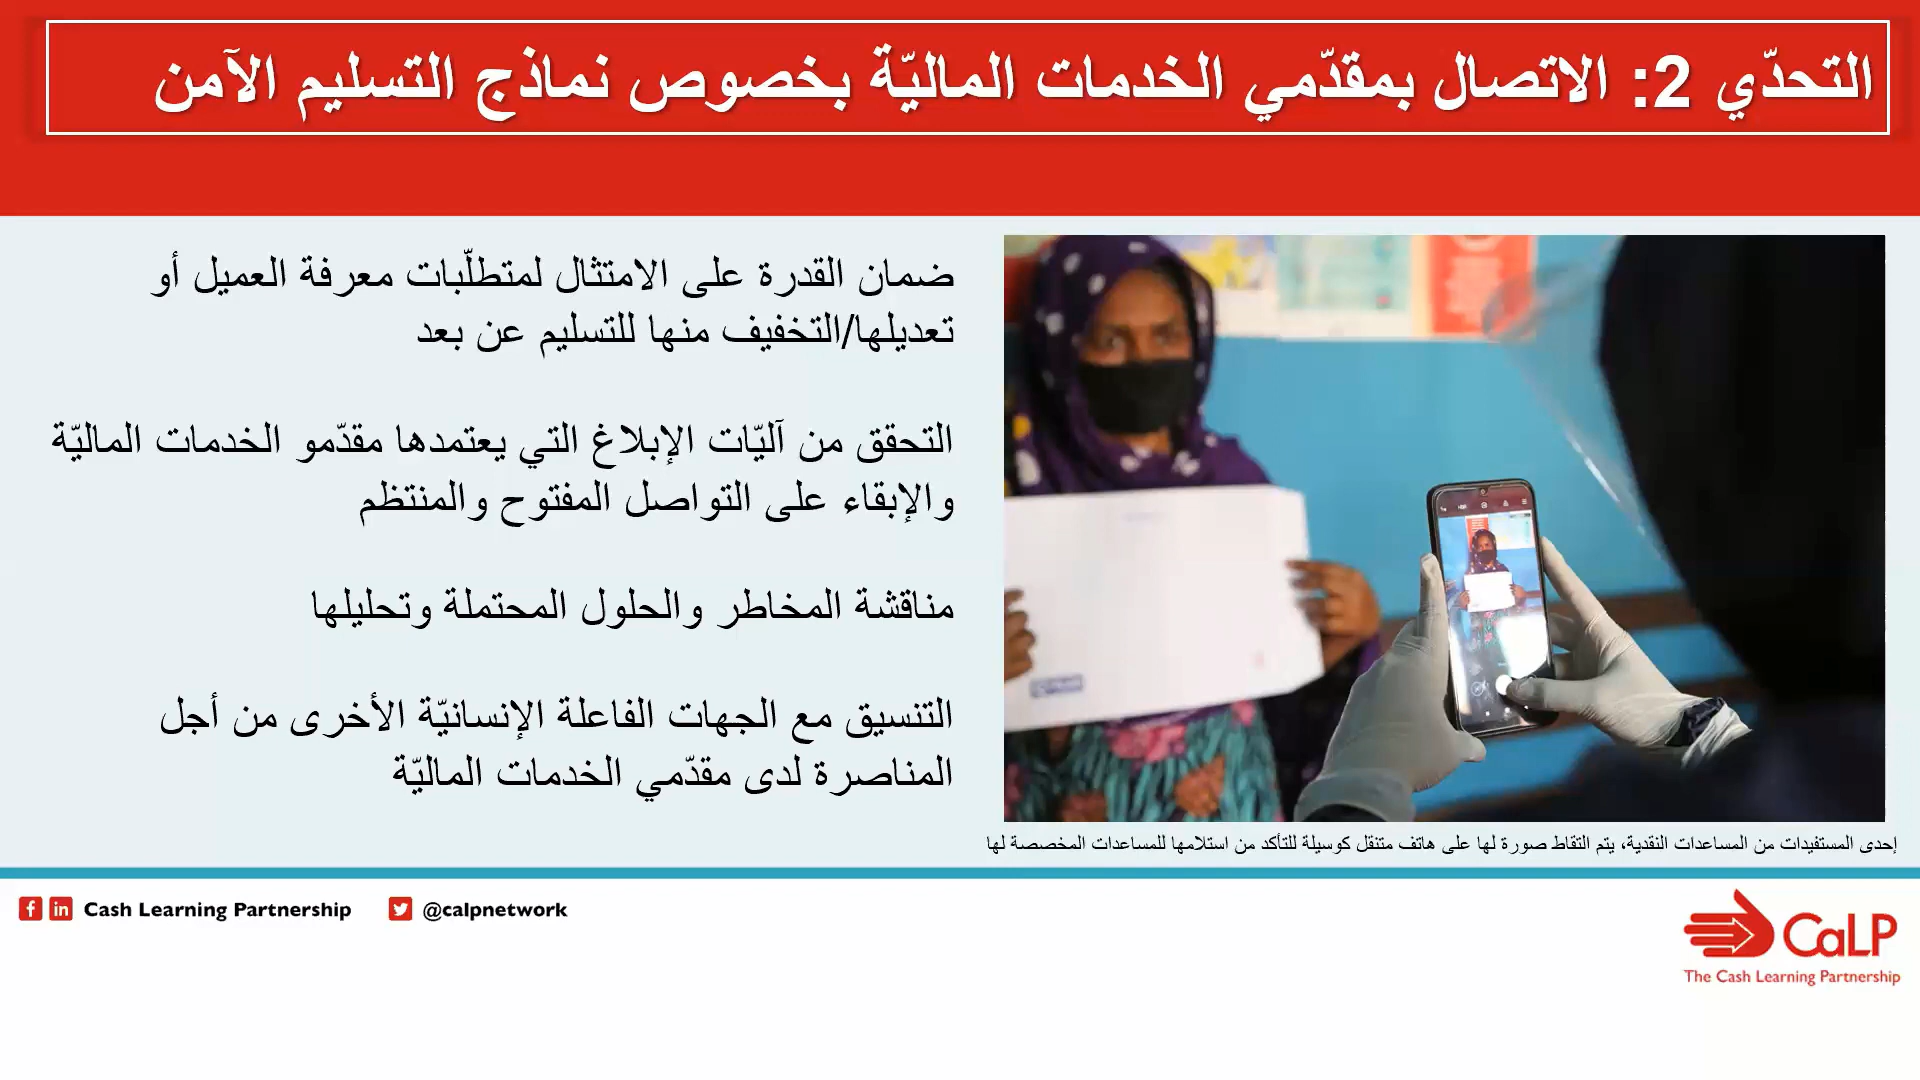 التحدّي 2: الاتصال بمقدّمي الخدمات الماليّة بخصوص نماذج التسليم الآمن
ضمان القدرة على الامتثال لمتطلّبات معرفة العميل أو
تعديلها/التخفيف منها للتسليم عن بعد
التحقق من آليّات الإبلاغ التي يعتمدها مقدّمو الخدمات الماليّة
والإبقاء على التواصل المفتوح والمنتظم
مناقشة المخاطر والحلول المحتملة وتحليلها
التنسيق مع الجهات الفاعلة الإنسانيّة الأخرى من أجل
المناصرة لدى مقدّمي الخدمات الماليّة
إحدى المستفيدات من المساعدات النقدية، يتم التقاط صورة لها على هاتف متنقل كوسيلة للتأكد من استلامها للمساعدات المخصصة لها
Cash Learning Partnership
@calpnetwork
CaLP
The Cash Learning Partnership